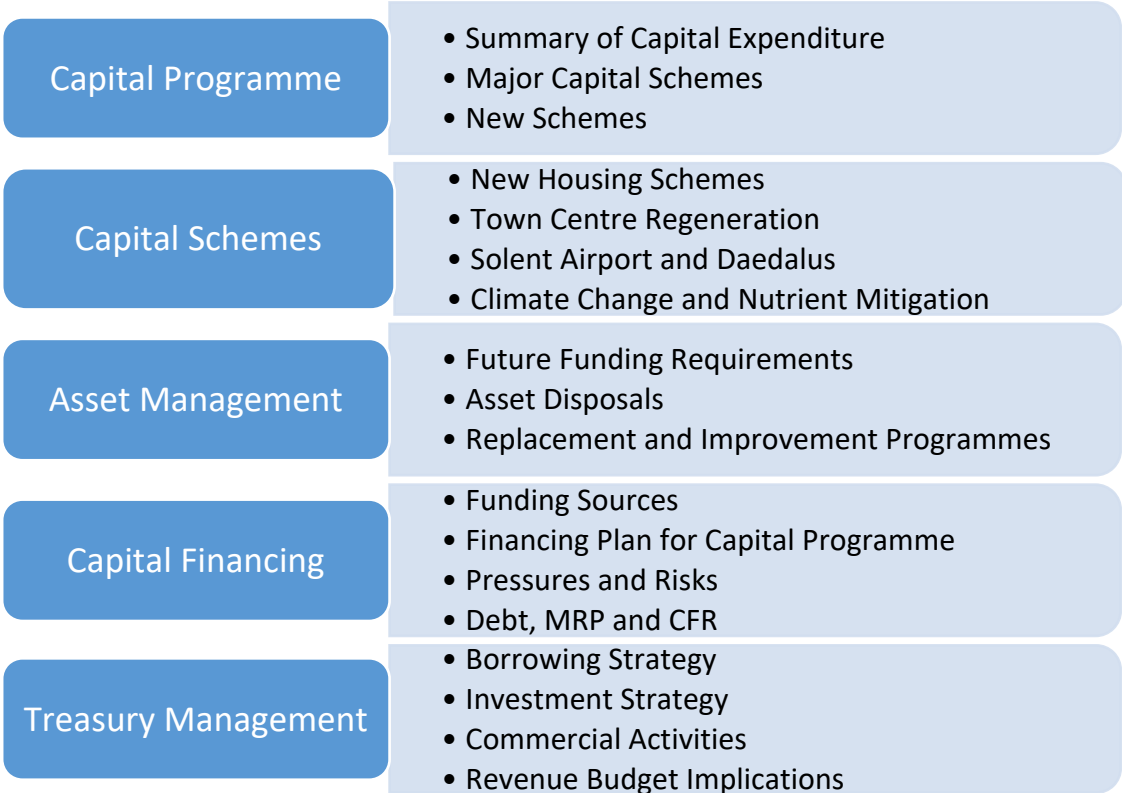 Capital Programme
• Summary of Capital Expenditure
• Major Capital Schemes
• New Schemes
Capital Schemes
• New Housing Schemes
• Town Centre Regeneration
• Solent Airport and Daedalus
• Climate Change and Nutrient Mitigation
Asset Management
• Future Funding Requirements
• Asset Disposals
• Replacement and Improvement Programmes
Capital Financing
• Funding Sources
• Financing Plan for Capital Programme
• Pressures and Risks
• Debt, MRP and CFR
Treasury Management
• Borrowing Strategy
• Investment Strategy
• Commercial Activities
• Revenue Budget Implications